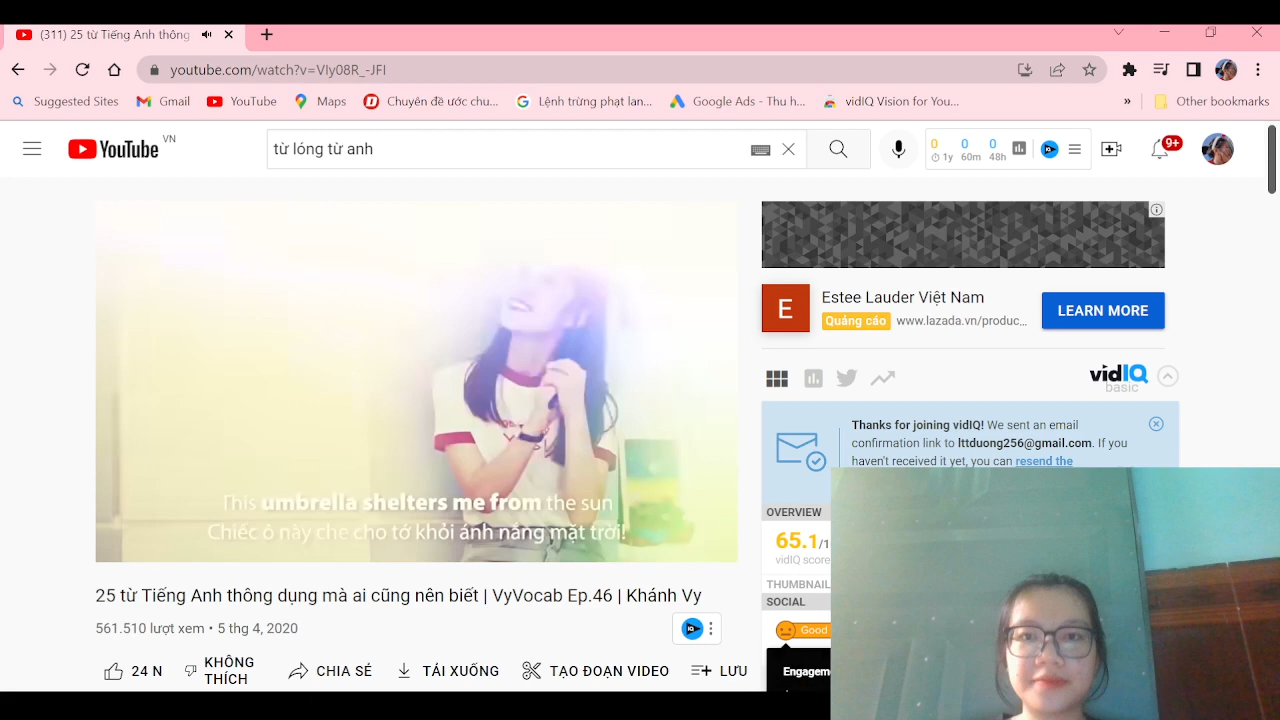 (311) 25 từ Tiếng Anh thông
youtube.com/watch?v=VIy08R_-JFI
Suggested Sites
Gmail
YouTube
Maps
Chuyên đề ước chu...
Lệnh trừng phạt lan...
Google Ads - Thu h...
vidIQ Vision for You...
»
Other bookmarks
YouTube VN
từ lóng từ anh
0 0 0
1y 60m 48h
9+
This umbrella shelters me from the sun
Chiếc ô này che cho tớ khỏi ánh nắng mặt trời!
E
Estee Lauder Việt Nam
Quảng cáo www.lazada.vn/produc...
LEARN MORE
vidIQ
basic
Thanks for joining vidIQ! We sent an email
confirmation link to lttduong256@gmail.com. If you
haven't received it yet, you can resend the
OVERVIEW
65.1/1
vidIQ score
THUMBNAIL
SOCIAL
Good
Engagem
25 từ Tiếng Anh thông dụng mà ai cũng nên biết | VyVocab Ep.46 | Khánh Vy
561.510 lượt xem • 5 thg 4, 2020
24 N
KHÔNG
THÍCH
CHIA SẺ
TẢI XUỐNG
TẠO ĐOẠN VIDEO
LƯU